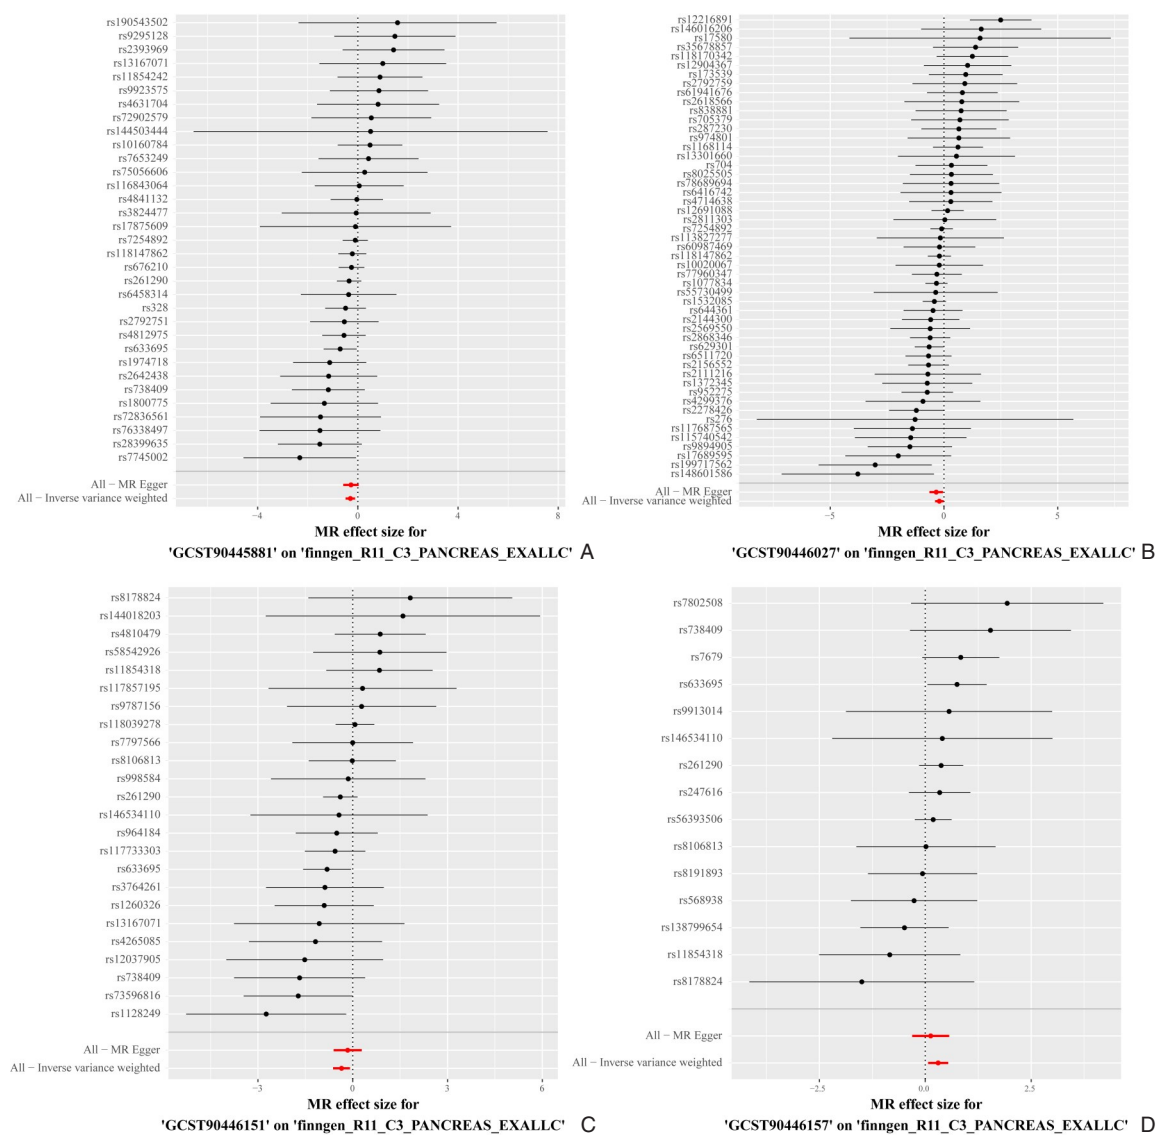 rs190543502
rs9295128
rs2393969
rs13167071
rs11854242
rs9923575
rs4631704
rs72902579
rs144503444
rs10160784
rs7653249
rs75056606
rs116843064
rs4841132
rs3824477
rs17875609
rs7254892
rs118147862
rs676210
rs261290
rs6458314
rs328
rs2792751
rs4812975
rs633695
rs1974718
rs2642438
rs738409
rs1800775
rs72836561
rs76338497
rs28399635
rs7745002
All − MR Egger
All − Inverse variance weighted
−4 0 4 8
MR effect size for
'GCST90445881' on 'finngen_R11_C3_PANCREAS_EXALLC' A
rs12216891
rs146016206
rs17580
rs35678857
rs118170342
rs12904367
rs173539
rs2792759
rs61941676
rs2618566
rs838881
rs705379
rs287230
rs974801
rs1168114
rs13301660
rs704
rs8025505
rs78689694
rs6416742
rs4714638
rs12691088
rs2811303
rs7254892
rs113827277
rs60987469
rs118147862
rs10020067
rs77960347
rs1077834
rs55730499
rs1532085
rs644361
rs2144300
rs2569550
rs2868346
rs629301
rs6511720
rs2156552
rs2111216
rs1372345
rs952275
rs4299376
rs2278426
rs276
rs117687565
rs115740542
rs9894905
rs17689595
rs199717562
rs148601586
All − MR Egger
All − Inverse variance weighted
−5 0 5
MR effect size for
'GCST90446027' on 'finngen_R11_C3_PANCREAS_EXALLC' B
rs8178824
rs144018203
rs4810479
rs58542926
rs11854318
rs117857195
rs9787156
rs118039278
rs7797566
rs8106813
rs998584
rs261290
rs146534110
rs964184
rs117733303
rs633695
rs3764261
rs1260326
rs13167071
rs4265085
rs12037905
rs738409
rs73596816
rs1128249
All − MR Egger
All − Inverse variance weighted
−3 0 3 6
MR effect size for
'GCST90446151' on 'finngen_R11_C3_PANCREAS_EXALLC' C
rs7802508
rs738409
rs7679
rs633695
rs9913014
rs146534110
rs261290
rs247616
rs56393506
rs8106813
rs8191893
rs568938
rs138799654
rs11854318
rs8178824
All − MR Egger
All − Inverse variance weighted
−2.5 0.0 2.5
MR effect size for
'GCST90446157' on 'finngen_R11_C3_PANCREAS_EXALLC' D